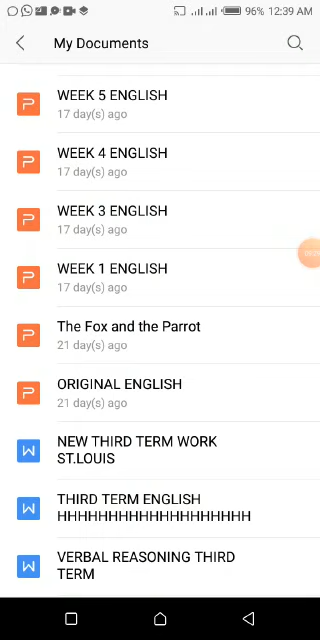 96% 12:39 AM
My Documents
WEEK 5 ENGLISH
17 day(s) ago
WEEK 4 ENGLISH
17 day(s) ago
WEEK 3 ENGLISH
17 day(s) ago
WEEK 1 ENGLISH
17 day(s) ago
The Fox and the Parrot
21 day(s) ago
ORIGINAL ENGLISH
21 day(s) ago
NEW THIRD TERM WORK
ST.LOUIS
THIRD TERM ENGLISH
HHHHHHHHHHHHHHHHHHH
VERBAL REASONING THIRD
TERM